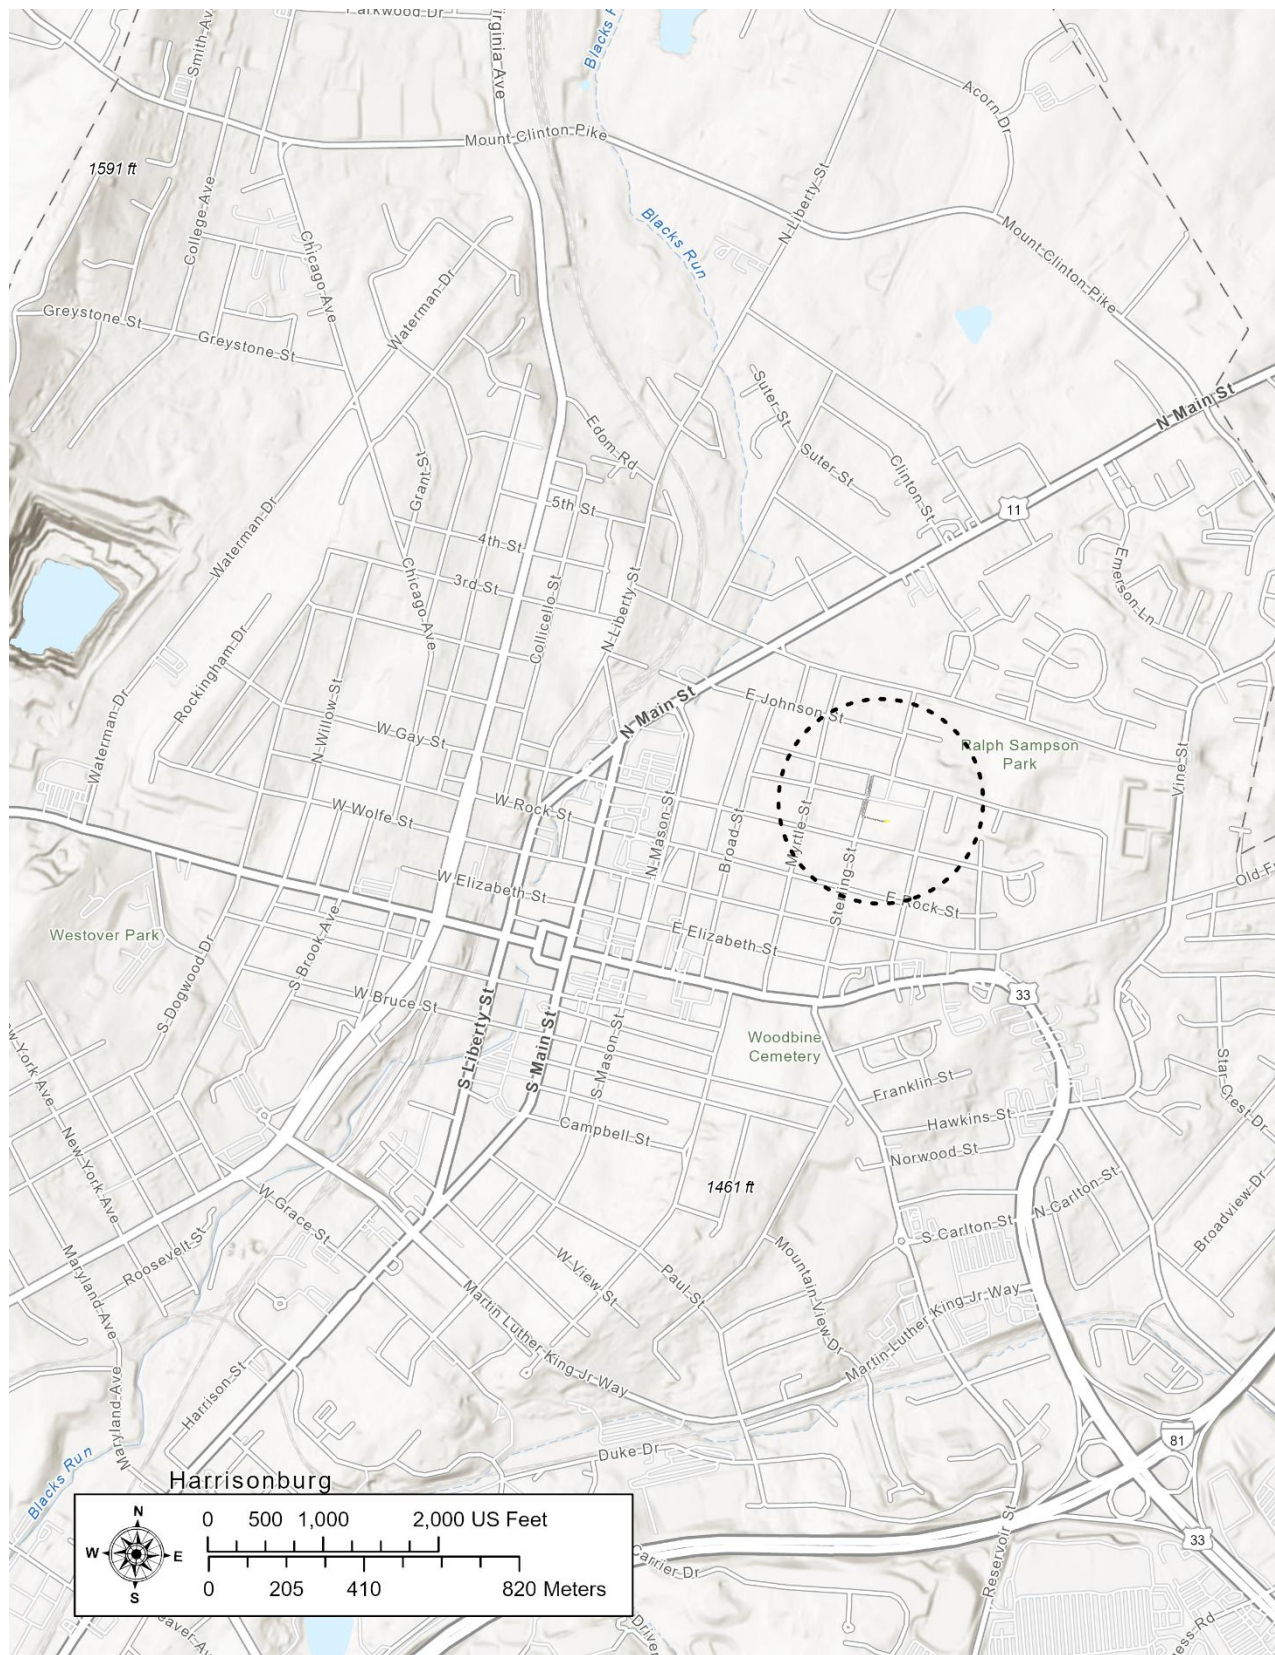 Parkwood Dr
Smith Ave
Virginia Ave
Blacks
Acorn Dr
Mount Clinton Pike
1591 ft
College Ave
N Liberty St
Blacks Run
Mount Clinton Pike
Chicago Ave
Waterman Dr
Greystone St
Greystone St
N Main St
Suter St
Edom Rd
Suter St
Clinton St
Grant St
5th St
11
Waterman Dr
4th St
3rd St
Chicago Ave
Collicello St
N Liberty St
Emerson Ln
Rockingham Dr
N Willow St
Waterman Dr
W Gay St
N Main St
E Johnson St
Ralph Sampson
Park
Vine St
W Wolfe St
W Rock St
N Mason St
Broad St
Myrtle St
Sterling St
W Elizabeth St
E Rock St
Old F
Westover Park
S Dogwood Dr
S Brook Ave
E Elizabeth St
W Bruce St
S Liberty St
S Main St
S Mason St
33
Woodbine
Cemetery
New York Ave
New York Ave
Franklin St
Hawkins St
Star Crest Dr
Campbell St
Norwood St
1461 ft
W Grace St
N Carlton St
S Carlton St
Broadview Dr
Roosevelt St
Maryland Ave
W View St
Paul St
Mountain View Dr
Martin Luther King Jr Way
Martin Luther King Jr Way
Harrison St
Maryland Ave
Duke Dr
81
Blacks Run
Harrisonburg
N
W
E
S
0 500 1,000 2,000 US Feet
0 205 410 820 Meters
Carrier Dr
Reservoir St
33
eaver Av
Driver
ess Rd